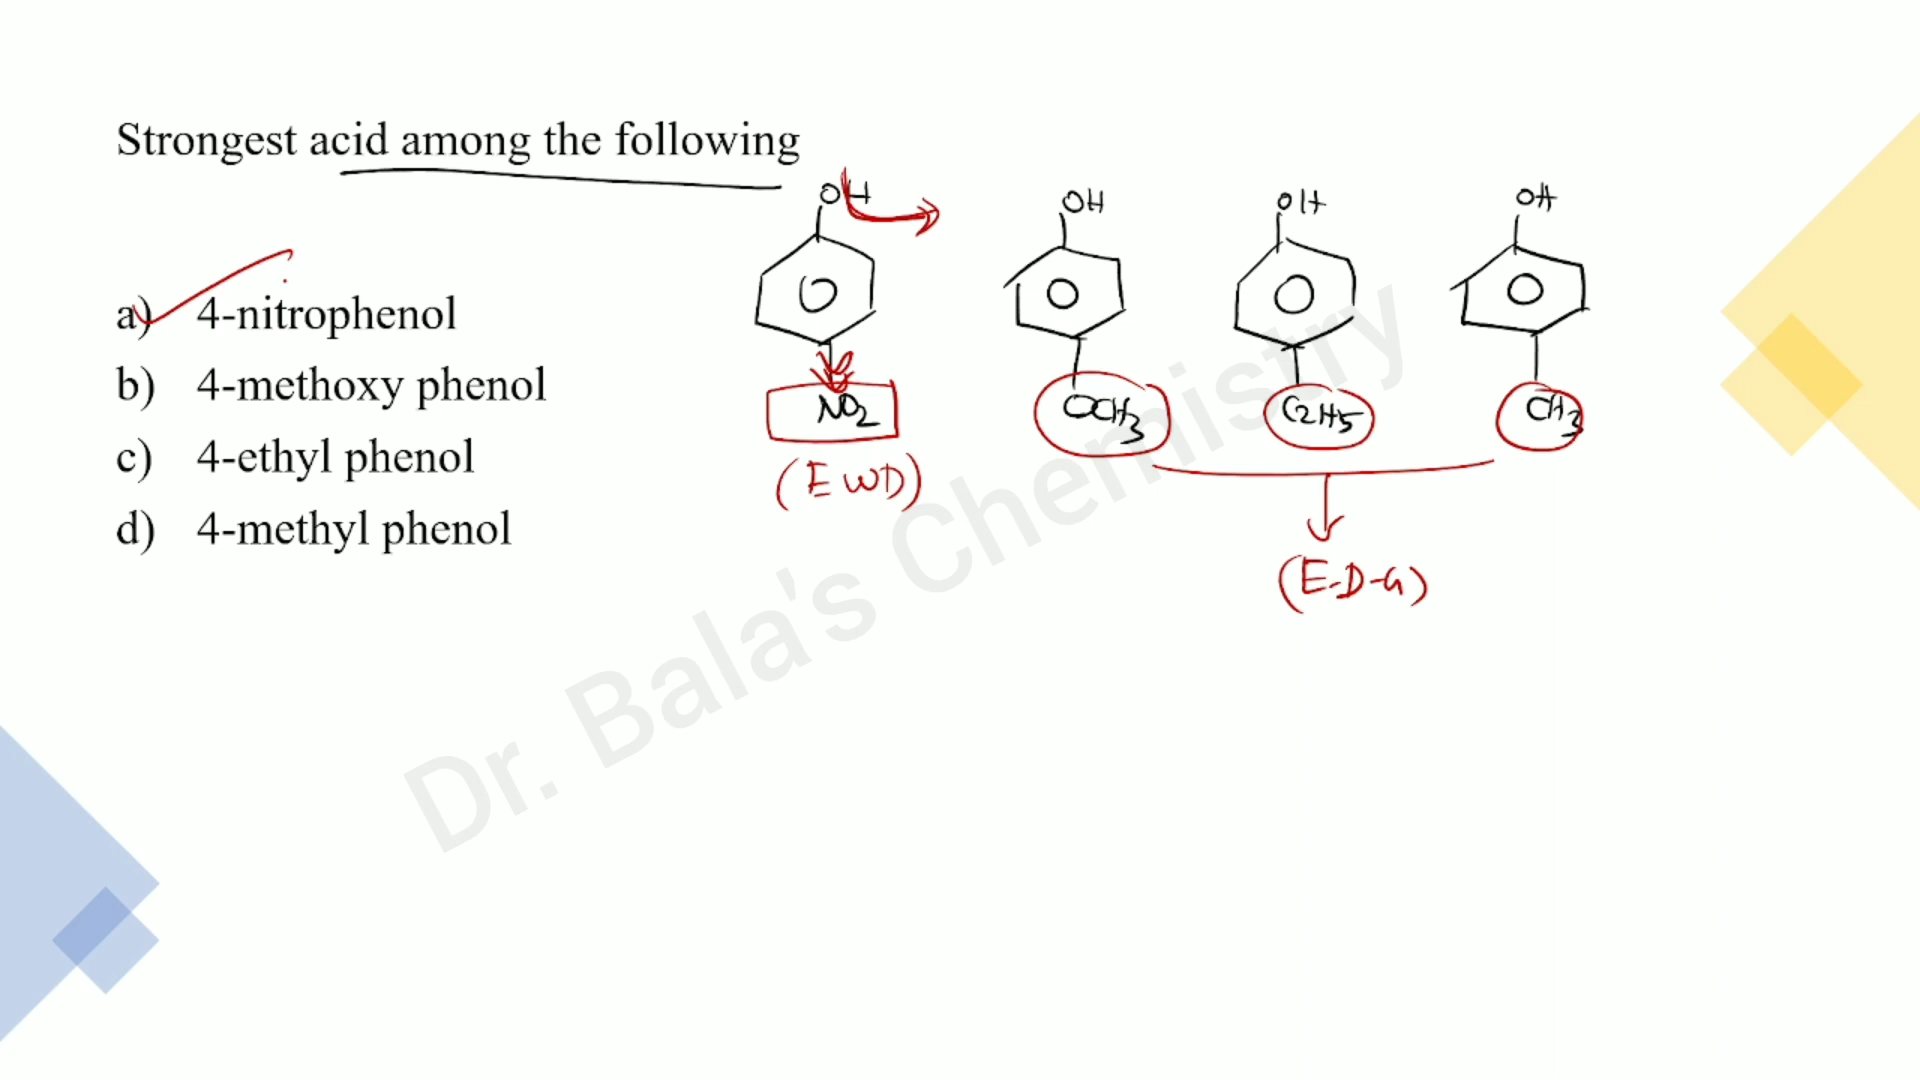 Strongest acid among the following
a) 4-nitrophenol
b) 4-methoxy phenol
c) 4-ethyl phenol
d) 4-methyl phenol
OH
OH
OH
OH
NO2
OCH3
C2H5
CH3
(EWD)
(E-D-G)
Dr. Bala's Chemistry